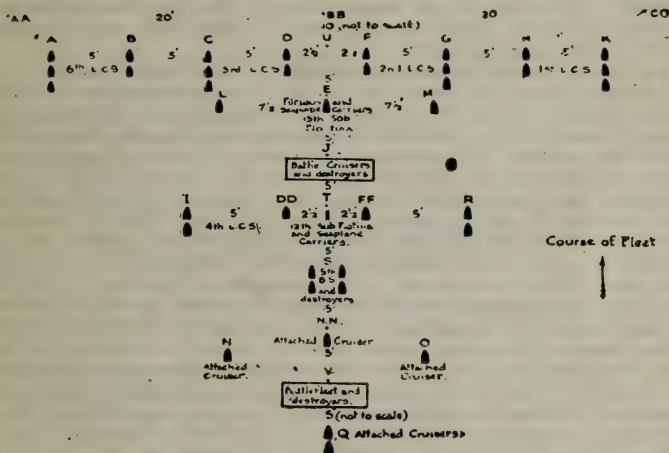 AA 20' BB 20 CO
10 (not to scale)
A B C D U F G H K
5' 5' 5' 2½ 5' 5' 5'
6th L.C.S 3rd L.C.S 2nd L.C.S 1st L.C.S
5'
E
L 7½ Furious and 7½' M
Seaplane Carriers
13th Sub
Flotilla
5'
J
Battle Cruisers
and destroyers
5'
I DD T FF R
5' 2½ 2½' 5'
4th L.C.S. 12th Sub Flotilla
and Seaplane
Carriers.
Course of Fleet
5'
S
5th
B S
and
destroyers
5'
N.N.
N Attached Cruiser O
5'
Attached Cruiser. Attached Cruiser.
V
Battlefleet and
destroyers.
5 (not to scale)
Q Attached Cruisers